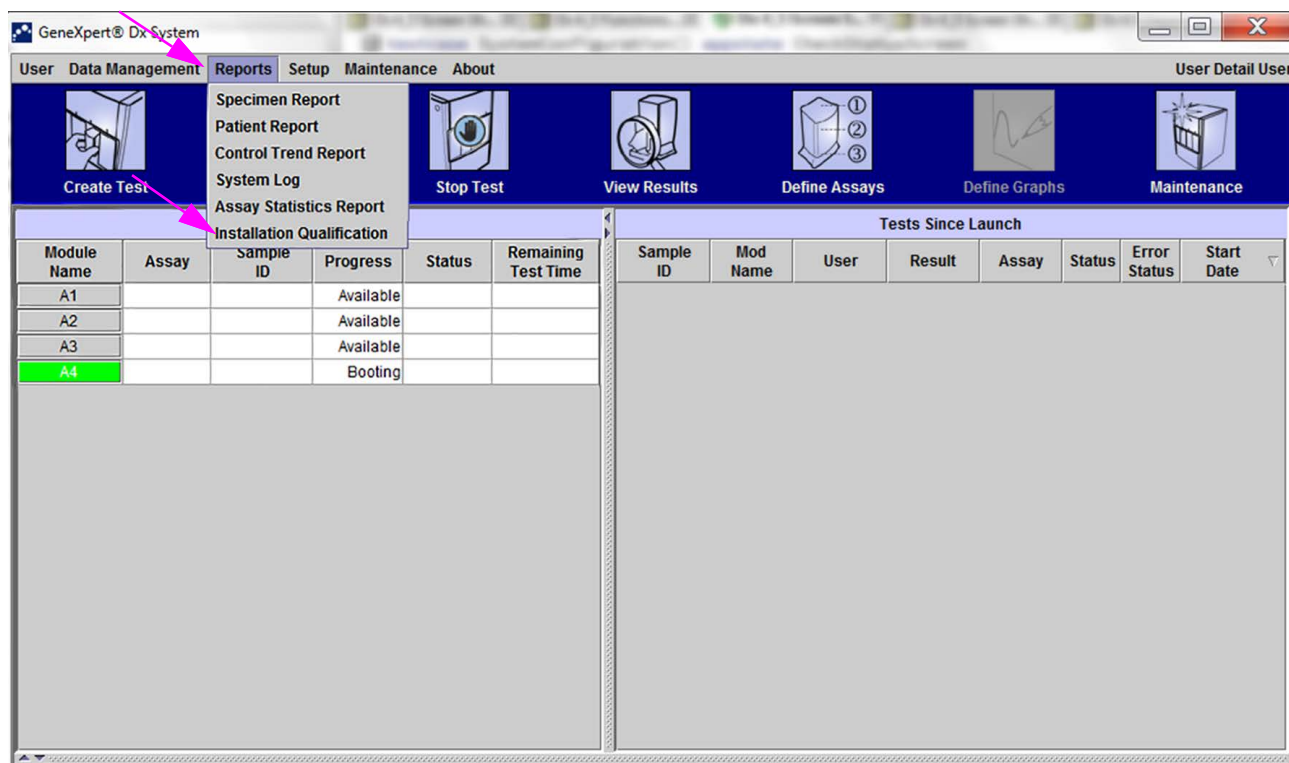 GeneXpert® Dx System
User Data Management Reports Setup Maintenance About User Detail User
Specimen Report
Patient Report
Control Trend Report
System Log
Assay Statistics Report
Installation Qualification
Create Test Stop Test View Results Define Assays Define Graphs Maintenance
① ② ③
Tests Since Launch
Module Name Assay Sample ID Progress Status Remaining Test Time
Sample ID Mod Name User Result Assay Status Error Status Start Date
A1 Available
A2 Available
A3 Available
A4 Booting